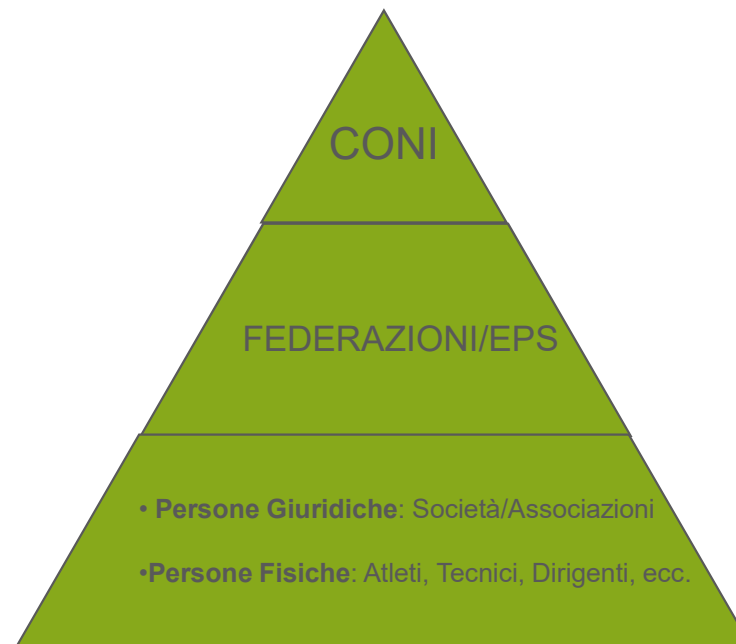 CONI
FEDERAZIONI/EPS
• Persone Giuridiche: Società/Associazioni
•Persone Fisiche: Atleti, Tecnici, Dirigenti, ecc.